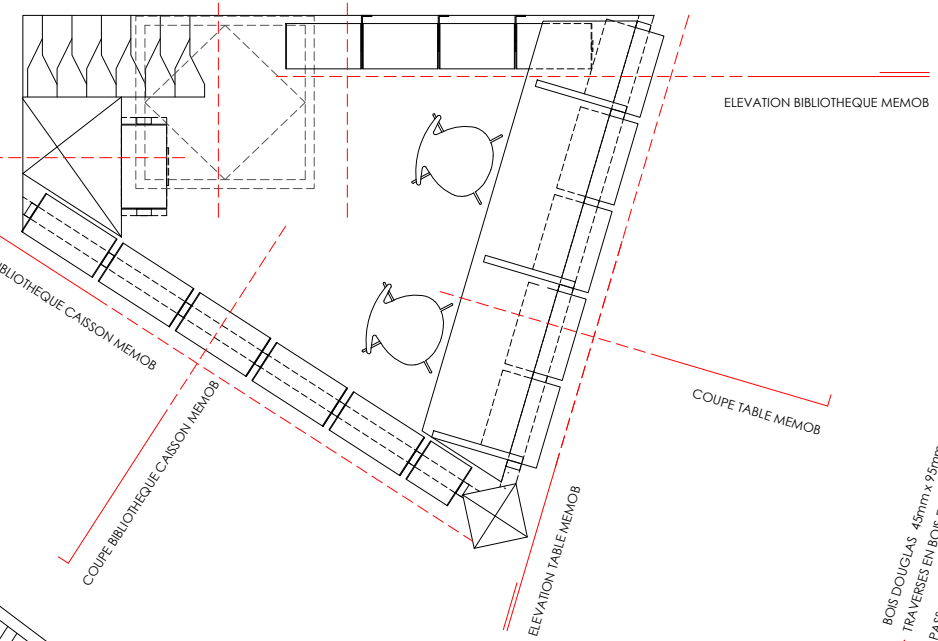 ELEVATION BIBLIOTHEQUE MEMOB
BIBLIOTHEQUE CAISSON MEMOB
COUPE BIBLIOTHEQUE CAISSON MEMOB
COUPE TABLE MEMOB
ELEVATION TABLE MEMOB
BOIS DOUGLAS 45mm x 95mm
TRAVERSES EN BOIS
PASS